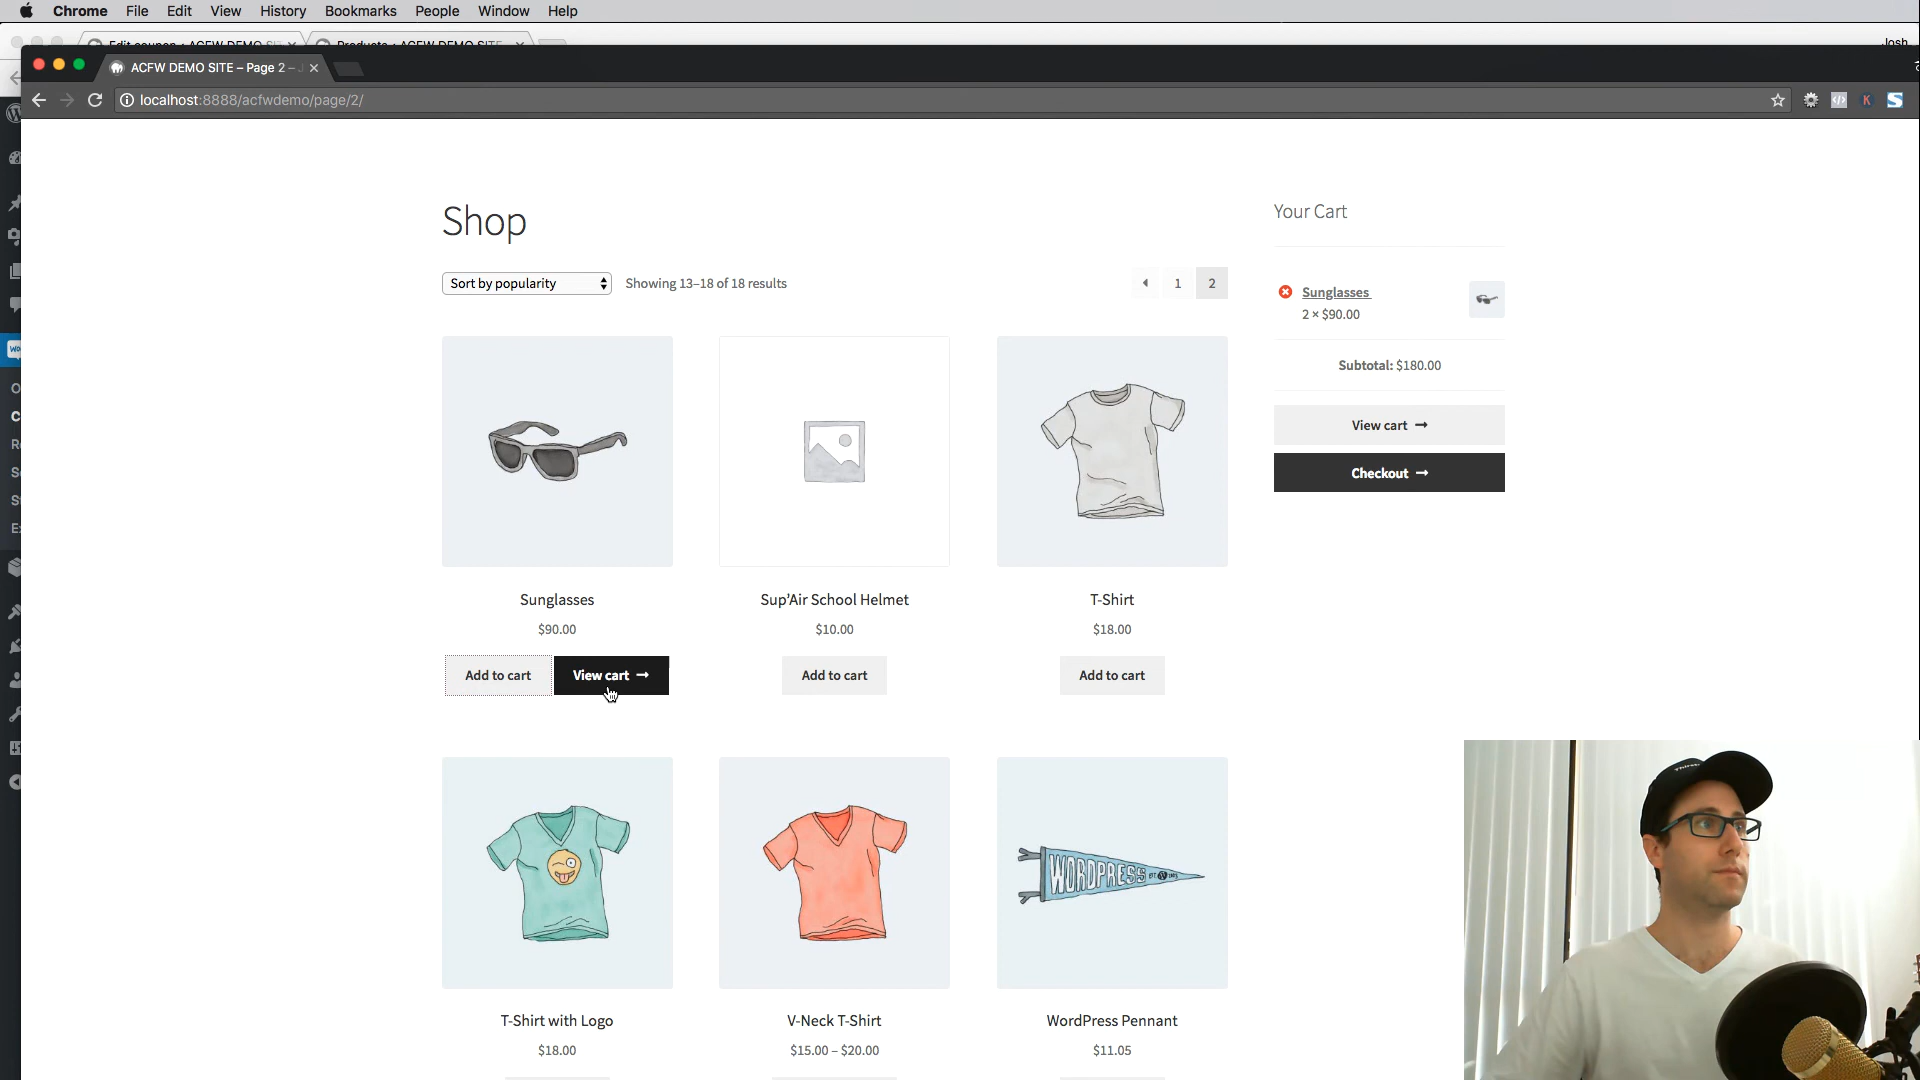 Chrome File Edit View History Bookmarks People Window Help
Josh
ACFW DEMO SITE – Page 2 –
localhost:8888/acfwdemo/page/2/
Shop
Sort by popularity
Showing 13–18 of 18 results
1
2
Your Cart
Sunglasses
2 × $90.00
Subtotal: $180.00
View cart →
Checkout →
Sunglasses
$90.00
Add to cart
View cart →
Sup’Air School Helmet
$10.00
Add to cart
T-Shirt
$18.00
Add to cart
WORDPRESS
T-Shirt with Logo
$18.00
V-Neck T-Shirt
$15.00 – $20.00
WordPress Pennant
$11.05